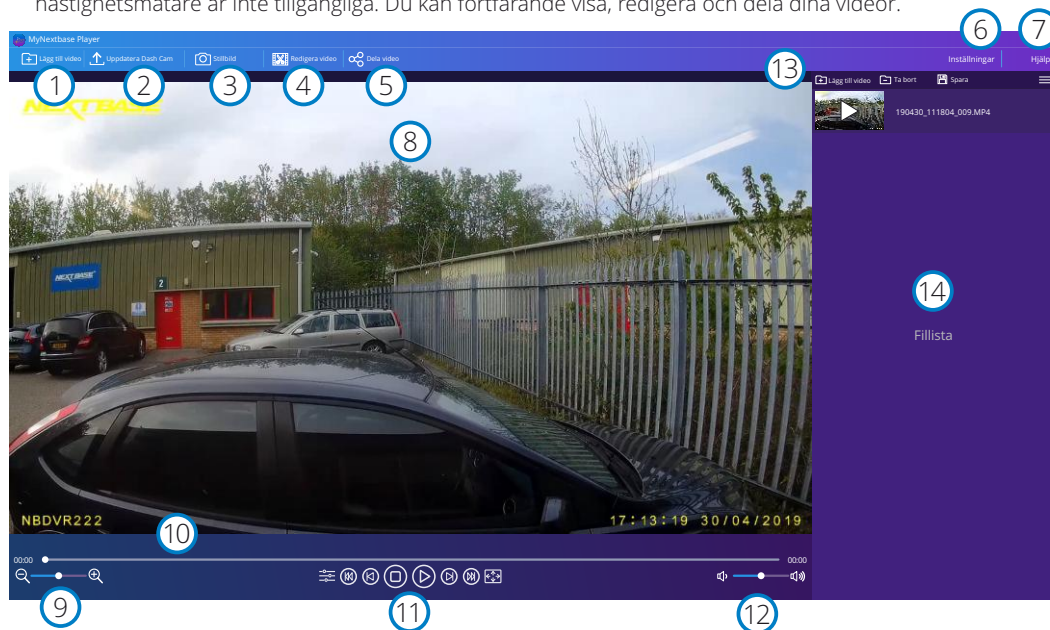 hastighetsmätare är inte tillgängliga. Du kan fortfarande visa, redigera och dela dina videor.
6
7
MyNextbase Player
Lägg till video
Uppdatera Dash Cam
Stillbild
Redigera video
Dela video
Inställningar
Hjälp
1
2
3
4
5
13
Lägg till video
Ta bort
Spara
NEXTBASE
190430_111804_009.MP4
8
NEXTBASE
2
14
Fillista
NBDVR222
17:13:19 30/04/2019
10
00:00
00:00
9
11
12